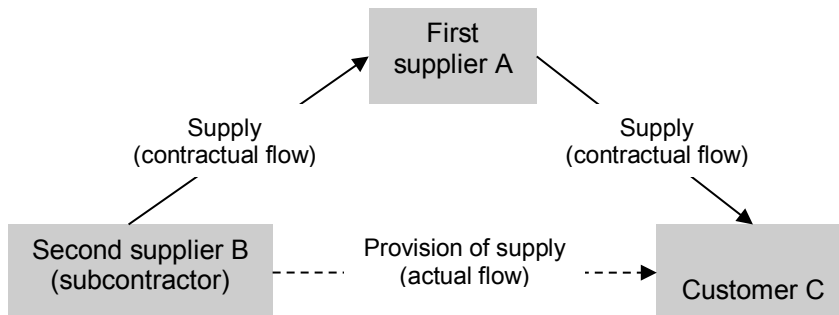 First
supplier A
Supply
(contractual flow)
Supply
(contractual flow)
Second supplier B
(subcontractor)
Provision of supply
(actual flow)
Customer C